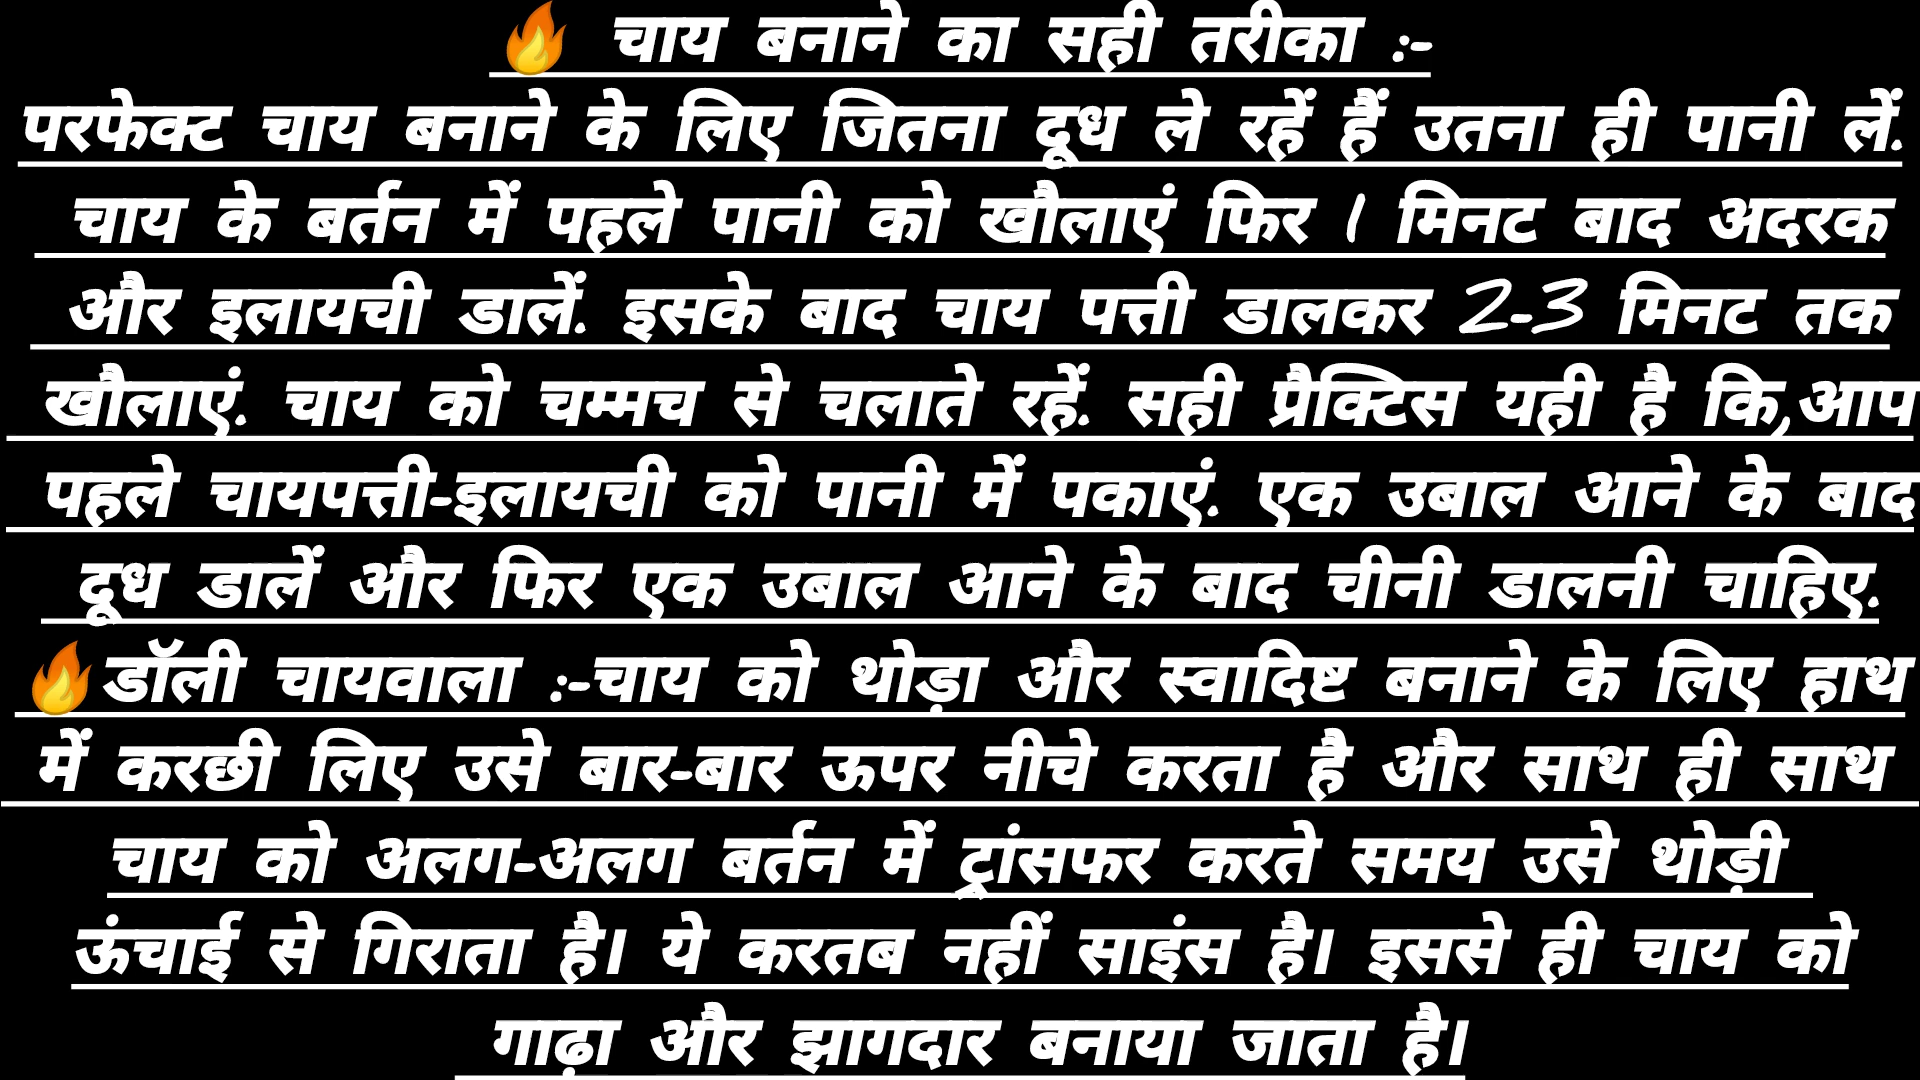 🔥 चाय बनाने का सही तरीका :-
परफेक्ट चाय बनाने के लिए जितना दूध ले रहें हैं उतना ही पानी लें.
चाय के बर्तन में पहले पानी को खौलाएं फिर 1 मिनट बाद अदरक
और इलायची डालें. इसके बाद चाय पत्ती डालकर 2-3 मिनट तक
खौलाएं. चाय को चम्मच से चलाते रहें. सही प्रैक्टिस यही है कि,आप
पहले चायपत्ती-इलायची को पानी में पकाएं. एक उबाल आने के बाद
दूध डालें और फिर एक उबाल आने के बाद चीनी डालनी चाहिए.
🔥डॉली चायवाला :-चाय को थोड़ा और स्वादिष्ट बनाने के लिए हाथ
में करछी लिए उसे बार-बार ऊपर नीचे करता है और साथ ही साथ
चाय को अलग-अलग बर्तन में ट्रांसफर करते समय उसे थोड़ी
ऊंचाई से गिराता है। ये करतब नहीं साइंस है। इससे ही चाय को
गाढ़ा और झागदार बनाया जाता है।